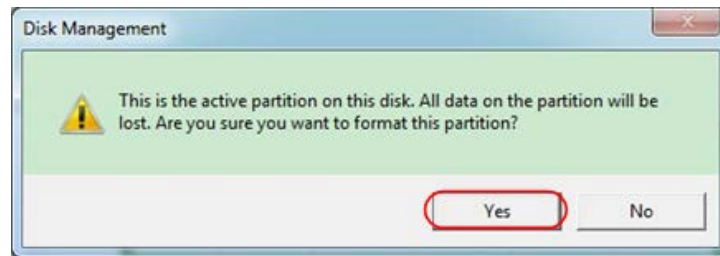 Disk Management
This is the active partition on this disk. All data on the partition will be
lost. Are you sure you want to format this partition?
Yes
No